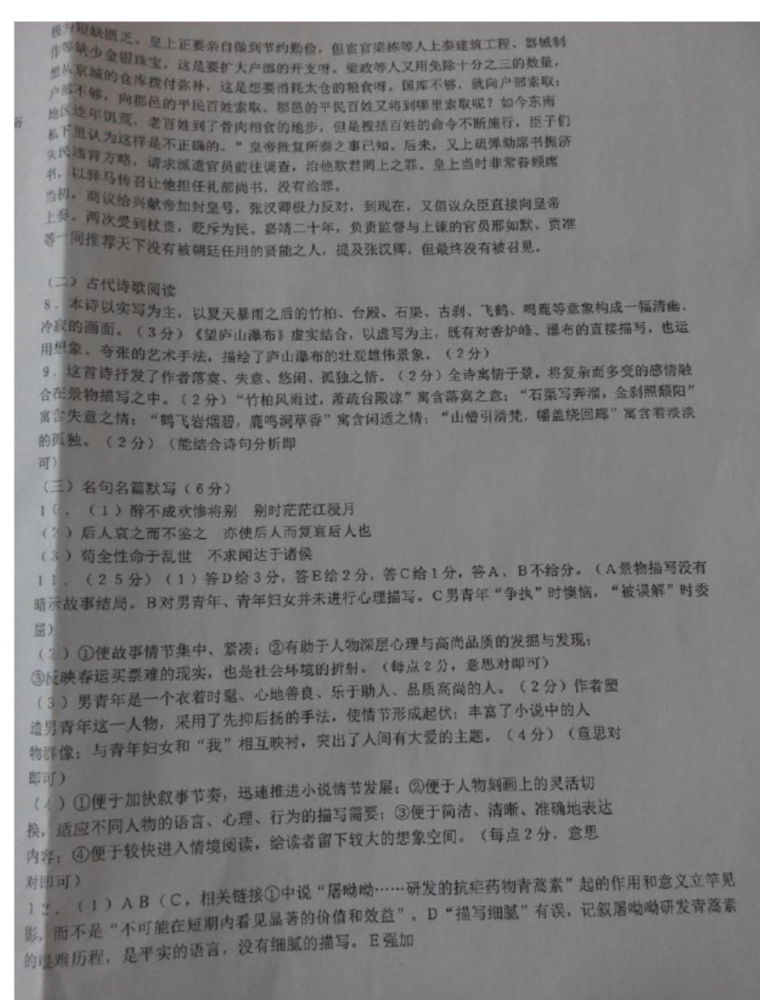 极为短缺匮乏。皇上正要亲自做到节约勤俭，但宦官梁栋等人上奏建筑工程、器械制
作等缺少金银珠宝，这是要扩大户部的开支呀。梁政等人又用免除十分之三的数量，
想从京城的仓库拨付弥补，这是想要消耗太仓的粮食呀。国库不够，就向户部索取；
户部不够，向郡邑的平民百姓索取。郡邑的平民百姓又将到哪里索取呢？如今东南
地区连年饥荒，老百姓到了骨肉相食的地步，但是搜括百姓的命令不断施行，臣子们
私下里认为这样是不正确的。”皇帝批复所奏之事已知。后来，又上疏弹劾席书振济
灾民违背方略，请求派遣官员前往调查，治他欺君罔上之罪。皇上当时非常眷顾席
书，以驿马传召让他担任礼部尚书，没有治罪。
当初，商议给兴献帝加封皇号，张汉卿极力反对，到现在，又倡议众臣直接向皇帝
上奏。两次受到杖责，贬斥为民。嘉靖二十年，负责监督与上谏的官员邢如默、贾准
等一同推荐天下没有被朝廷任用的贤能之人，提及张汉卿，但最终没有被召见。
（二）古代诗歌阅读
8．本诗以实写为主，以夏天暴雨之后的竹柏、台殿、石渠、古刹、飞鹤、鸣鹿等意象构成一幅清幽、
冷寂的画面。（3分）《望庐山瀑布》虚实结合，以虚写为主，既有对香炉峰、瀑布的直接描写，也运
用想象、夸张的艺术手法，描绘了庐山瀑布的壮观雄伟景象。（2分）
9．这首诗抒发了作者落寞、失意、悠闲、孤独之情。（2分）全诗寓情于景，将复杂而多变的感情融
合在景物描写之中。（2分）“竹柏风雨过，萧疏台殿凉”寓含落寞之意；“石渠写奔溜，金刹照颓阳”
寓含失意之情；“鹤飞岩烟碧，鹿鸣涧草香”寓含闲适之情；“山僧引清梵，幡盖绕回廊”寓含着淡淡
的孤独。（2分）（能结合诗句分析即
可）
（三）名句名篇默写（6分）
10．（1）醉不成欢惨将别　别时茫茫江浸月
（2）后人哀之而不鉴之　亦使后人而复哀后人也
（3）苟全性命于乱世　不求闻达于诸侯
11．（25分）（1）答D给3分，答E给2分，答C给1分，答A、B不给分。（A景物描写没有
暗示故事结局。B对男青年、青年妇女并未进行心理描写。C男青年“争执”时懊恼，“被误解”时委
屈）
（2）①使故事情节集中、紧凑；②有助于人物深层心理与高尚品质的发掘与发现；
③反映春运买票难的现实，也是社会环境的折射。（每点2分，意思对即可）
（3）男青年是一个衣着时髦、心地善良、乐于助人、品质高尚的人。（2分）作者塑
造男青年这一人物，采用了先抑后扬的手法，使情节形成起伏；丰富了小说中的人
物群像；与青年妇女和“我”相互映衬，突出了人间有大爱的主题。（4分）（意思对
即可）
（4）①便于加快叙事节奏，迅速推进小说情节发展；②便于人物刻画上的灵活切
换，适应不同人物的语言、心理、行为的描写需要；③便于简洁、清晰、准确地表达
内容；④便于较快进入情境阅读，给读者留下较大的想象空间。（每点2分，意思
对即可）
12．（1）AB（C，相关链接①中说“屠呦呦……研发的抗疟药物青蒿素”起的作用和意义立竿见
影，而不是“不可能在短期内看见显著的价值和效益”。D“描写细腻”有误，记叙屠呦呦研发青蒿素
的艰难历程，是平实的语言，没有细腻的描写。E强加